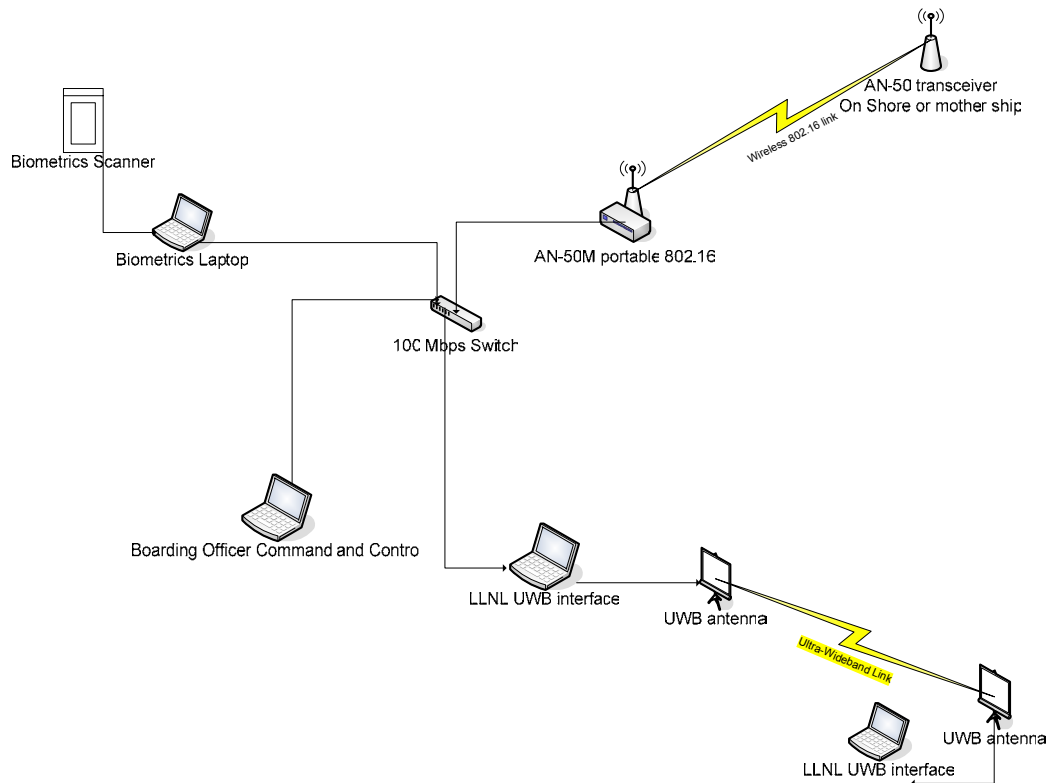 AN-50 transceiver
On Shore or mother ship
Wireless 802.16 link
Biometrics Scanner
AN-50M portable 802.16
Biometrics Laptop
100 Mbps Switch
Boarding Officer Command and Contro
LLNL UWB interface
UWB antenna
Ultra-Wideband Link
UWB antenna
LLNL UWB interface